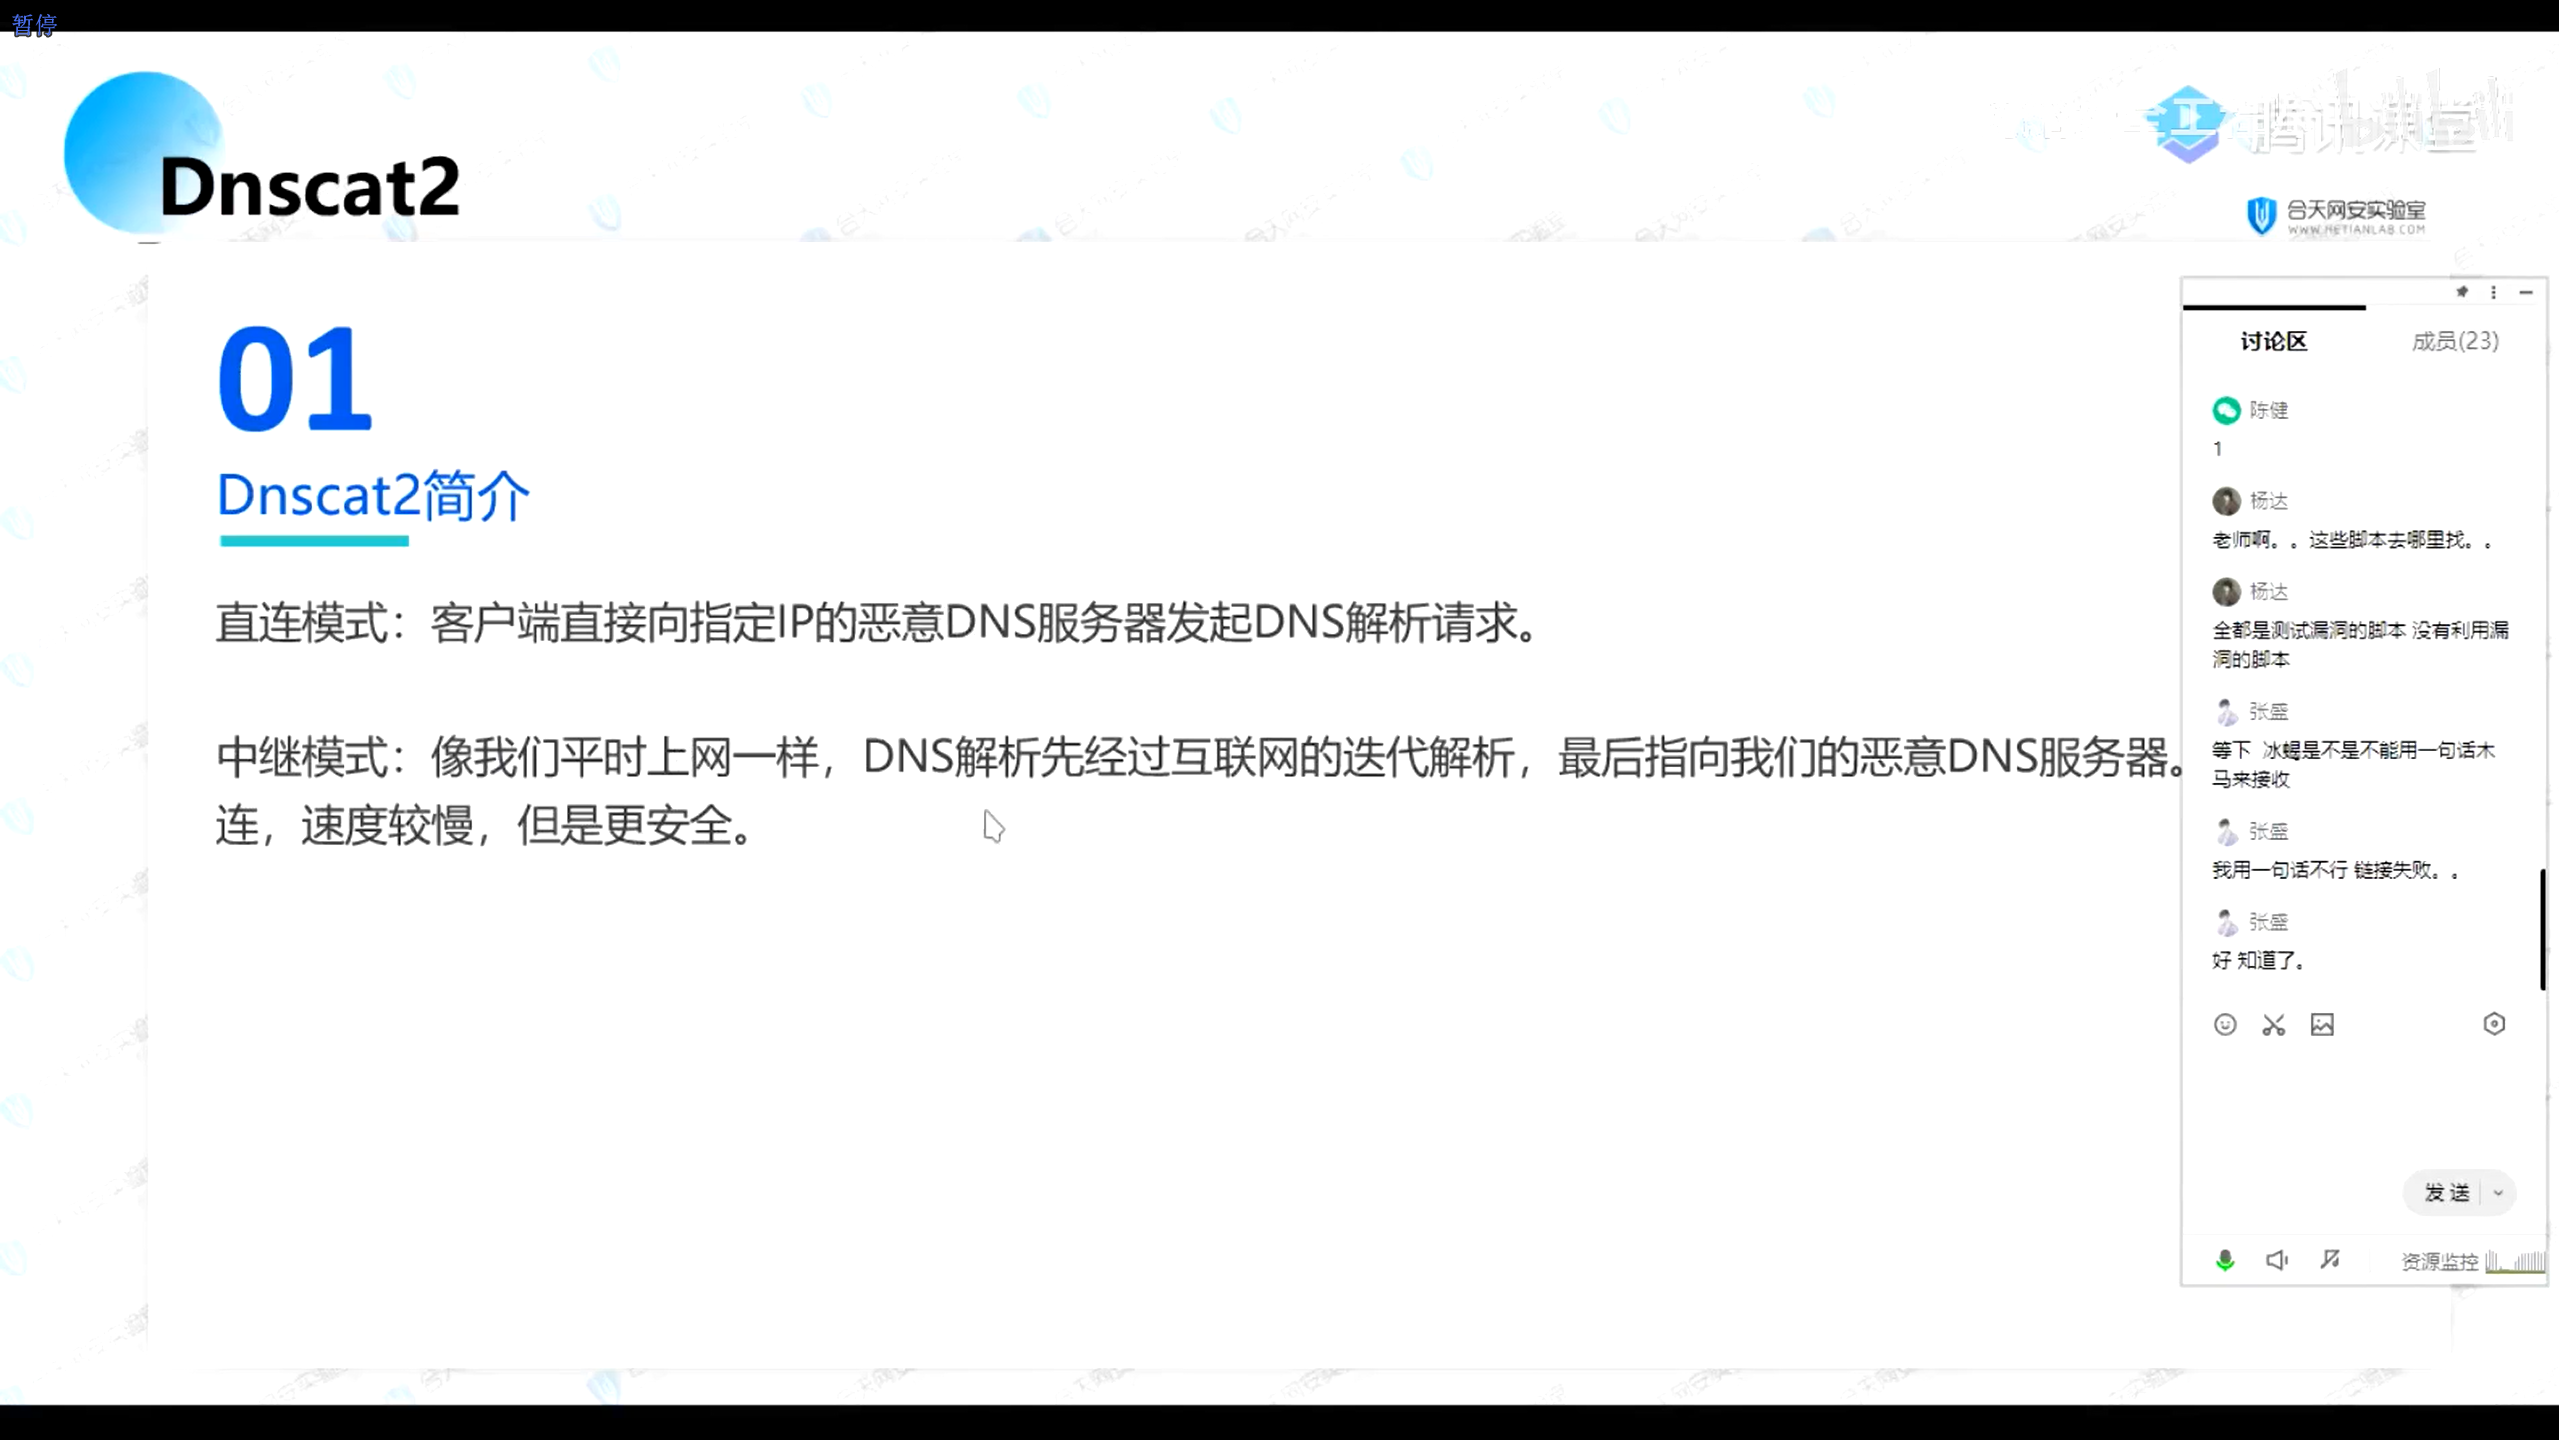 暂停
Dnscat2
腾讯课堂
合天网安实验室
WWW.HETIANLAB.COM
01
Dnscat2简介
直连模式：客户端直接向指定IP的恶意DNS服务器发起DNS解析请求。
中继模式：像我们平时上网一样，DNS解析先经过互联网的迭代解析，最后指向我们的恶意DNS服务器。
连，速度较慢，但是更安全。
讨论区
成员(23)
陈健
1
杨达
老师啊。。这些脚本去哪里找。。
杨达
全都是测试漏洞的脚本 没有利用漏
洞的脚本
张盛
等下 冰蝎是不是不能用一句话木
马来接收
张盛
我用一句话不行 链接失败。。
张盛
好 知道了。
发送
资源监控